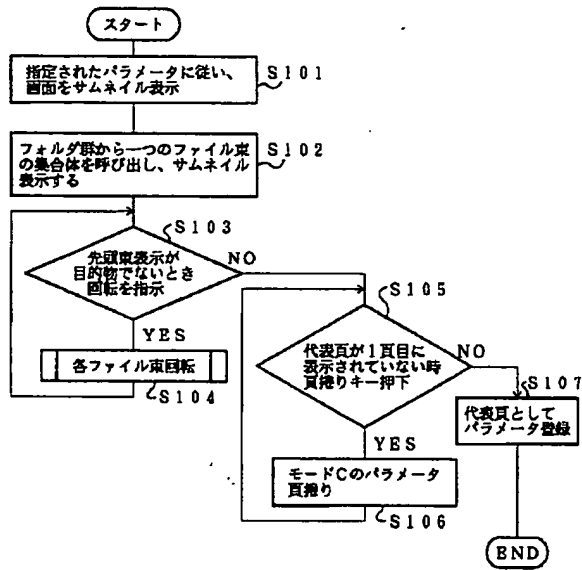 スタート
指定されたパラメータに従い、
画面をサムネイル表示
S101
フォルダ群から一つのファイル束
の集合体を呼び出し、サムネイル
表示する
S102
S103
先頭束表示が
目的物でないとき
回転を指示
NO
YES
各ファイル束回転
S104
S105
代表頁が1頁目に
表示されていない時
頁捲りキー押下
NO
YES
モードCのパラメータ
頁捲り
S106
S107
代表頁として
パラメータ登録
END